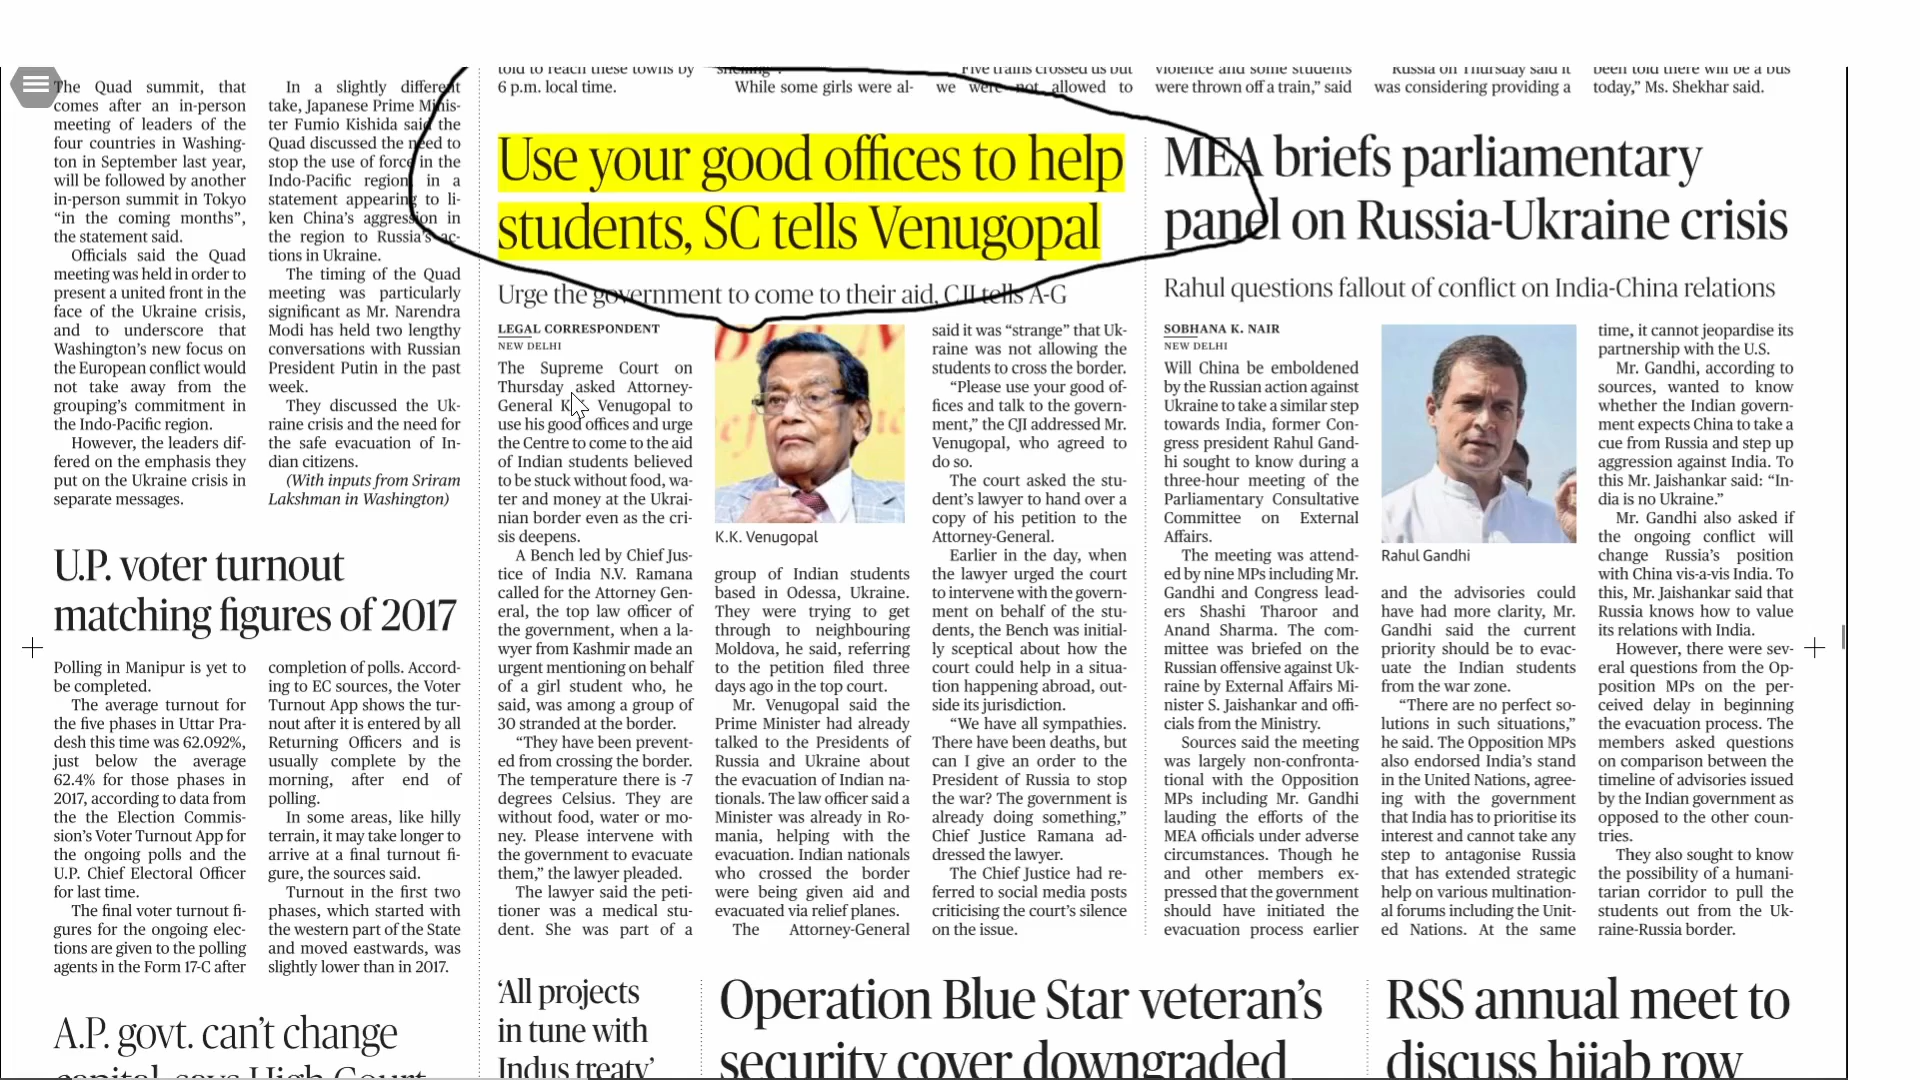 The Quad summit, that
comes after an in-person
meeting of leaders of the
four countries in Washing-
ton in September last year,
will be followed by another
in-person summit in Tokyo
“in the coming months”,
the statement said.
Officials said the Quad
meeting was held in order to
present a united front in the
face of the Ukraine crisis,
and to underscore that
Washington’s new focus on
the European conflict would
not take away from the
grouping’s commitment in
the Indo-Pacific region.
However, the leaders dif-
fered on the emphasis they
put on the Ukraine crisis in
separate messages.
In a slightly different
take, Japanese Prime Minis-
ter Fumio Kishida said the
Quad discussed the need to
stop the use of force in the
Indo-Pacific region, in a
statement appearing to li-
ken China’s aggression in
the region to Russia’s ac-
tions in Ukraine.
The timing of the Quad
meeting was particularly
significant as Mr. Narendra
Modi has held two lengthy
conversations with Russian
President Putin in the past
week.
They discussed the Uk-
raine crisis and the need for
the safe evacuation of In-
dian citizens.
(With inputs from Sriram
Lakshman in Washington)
U.P. voter turnout
matching figures of 2017
Polling in Manipur is yet to
be completed.
The average turnout for
the five phases in Uttar Pra-
desh this time was 62.092%,
just below the average
62.4% for those phases in
2017, according to data from
the the Election Commis-
sion’s Voter Turnout App for
the ongoing polls and the
U.P. Chief Electoral Officer
for last time.
The final voter turnout fi-
gures for the ongoing elec-
tions are given to the polling
agents in the Form 17-C after
completion of polls. Accord-
ing to EC sources, the Voter
Turnout App shows the tur-
nout after it is entered by all
Returning Officers and is
usually complete by the
morning, after end of
polling.
In some areas, like hilly
terrain, it may take longer to
arrive at a final turnout fi-
gure, the sources said.
Turnout in the first two
phases, which started with
the western part of the State
and moved eastwards, was
slightly lower than in 2017.
A.P. govt. can’t change
capital, says High Court
told to reach these towns by
6 p.m. local time.
shelling”.
While some girls were al-
Five trains crossed us but
we were not allowed to
violence and some students
were thrown off a train,” said
Russia on Thursday said it
was considering providing a
been told there will be a bus
today,” Ms. Shekhar said.
Use your good offices to help
students, SC tells Venugopal
Urge the government to come to their aid, CJI tells A-G
LEGAL CORRESPONDENT
NEW DELHI
The Supreme Court on
Thursday asked Attorney-
General K. Venugopal to
use his good offices and urge
the Centre to come to the aid
of Indian students believed
to be stuck without food, wa-
ter and money at the Ukrai-
nian border even as the cri-
sis deepens.
A Bench led by Chief Jus-
tice of India N.V. Ramana
called for the Attorney Gen-
eral, the top law officer of
the government, when a la-
wyer from Kashmir made an
urgent mentioning on behalf
of a girl student who, he
said, was among a group of
30 stranded at the border.
“They have been prevent-
ed from crossing the border.
The temperature there is -7
degrees Celsius. They are
without food, water or mo-
ney. Please intervene with
the government to evacuate
them,” the lawyer pleaded.
The lawyer said the peti-
tioner was a medical stu-
dent. She was part of a
K.K. Venugopal
group of Indian students
based in Odessa, Ukraine.
They were trying to get
through to neighbouring
Moldova, he said, referring
to the petition filed three
days ago in the top court.
Mr. Venugopal said the
Prime Minister had already
talked to the Presidents of
Russia and Ukraine about
the evacuation of Indian na-
tionals. The law officer said a
Minister was already in Ro-
mania, helping with the
evacuation. Indian nationals
who crossed the border
were being given aid and
evacuated via relief planes.
The Attorney-General
said it was “strange” that Uk-
raine was not allowing the
students to cross the border.
“Please use your good of-
fices and talk to the govern-
ment,” the CJI addressed Mr.
Venugopal, who agreed to
do so.
The court asked the stu-
dent’s lawyer to hand over a
copy of his petition to the
Attorney-General.
Earlier in the day, when
the lawyer urged the court
to intervene with the govern-
ment on behalf of the stu-
dents, the Bench was initial-
ly sceptical about how the
court could help in a situa-
tion happening abroad, out-
side its jurisdiction.
“We have all sympathies.
There have been deaths, but
can I give an order to the
President of Russia to stop
the war? The government is
already doing something,”
Chief Justice Ramana ad-
dressed the lawyer.
The Chief Justice had re-
ferred to social media posts
criticising the court’s silence
on the issue.
MEA briefs parliamentary
panel on Russia-Ukraine crisis
Rahul questions fallout of conflict on India-China relations
SOBHANA K. NAIR
NEW DELHI
Will China be emboldened
by the Russian action against
Ukraine to take a similar step
towards India, former Con-
gress president Rahul Gand-
hi sought to know during a
three-hour meeting of the
Parliamentary Consultative
Committee on External
Affairs.
The meeting was attend-
ed by nine MPs including Mr.
Gandhi and Congress lead-
ers Shashi Tharoor and
Anand Sharma. The com-
mittee was briefed on the
Russian offensive against Uk-
raine by External Affairs Mi-
nister S. Jaishankar and offi-
cials from the Ministry.
Sources said the meeting
was largely non-confronta-
tional with the Opposition
MPs including Mr. Gandhi
lauding the efforts of the
MEA officials under adverse
circumstances. Though he
and other members ex-
pressed that the government
should have initiated the
evacuation process earlier
Rahul Gandhi
and the advisories could
have had more clarity, Mr.
Gandhi said the current
priority should be to evac-
uate the Indian students
from the war zone.
“There are no perfect so-
lutions in such situations,”
he said. The Opposition MPs
also endorsed India’s stand
in the United Nations, agree-
ing with the government
that India has to prioritise its
interest and cannot take any
step to antagonise Russia
that has extended strategic
help on various multination-
al forums including the Unit-
ed Nations. At the same
time, it cannot jeopardise its
partnership with the U.S.
Mr. Gandhi, according to
sources, wanted to know
whether the Indian govern-
ment expects China to take a
cue from Russia and step up
aggression against India. To
this Mr. Jaishankar said: “In-
dia is no Ukraine.”
Mr. Gandhi also asked if
the ongoing conflict will
change Russia’s position
with China vis-a-vis India. To
this, Mr. Jaishankar said that
Russia knows how to value
its relations with India.
However, there were sev-
eral questions from the Op-
position MPs on the per-
ceived delay in beginning
the evacuation process. The
members asked questions
on comparison between the
timeline of advisories issued
by the Indian government as
opposed to the other coun-
tries.
They also sought to know
the possibility of a humani-
tarian corridor to pull the
students out from the Uk-
raine-Russia border.
‘All projects
in tune with
Indus treaty’
Operation Blue Star veteran’s
security cover downgraded
RSS annual meet to
discuss hijab row